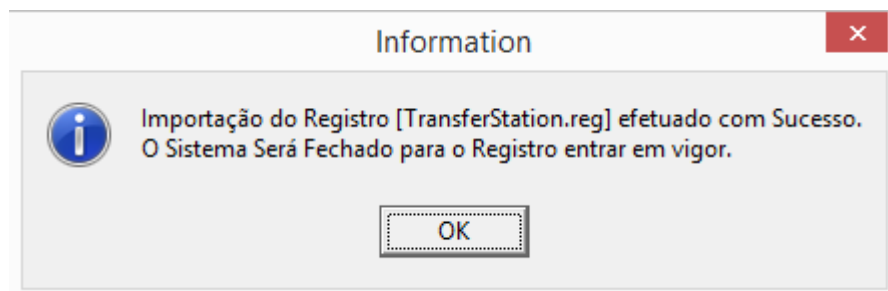 Information
Importação do Registro [TransferStation.reg] efetuado com Sucesso.
O Sistema Será Fechado para o Registro entrar em vigor.
OK